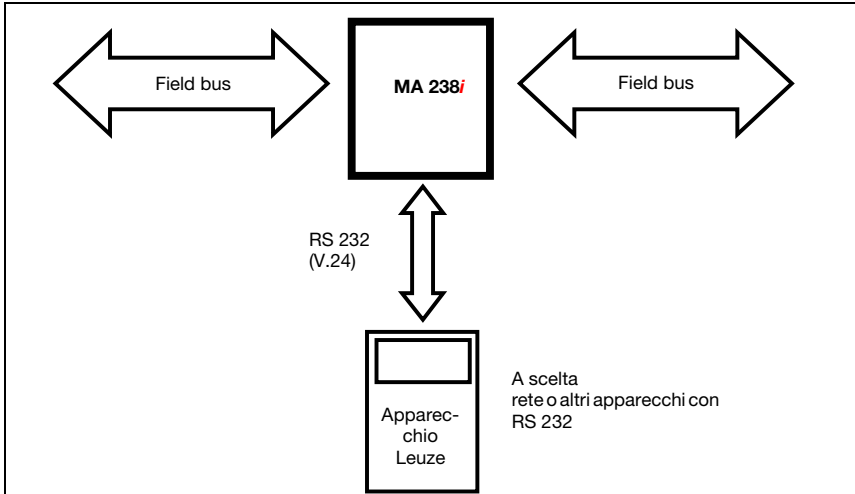 Field bus
MA 238i
Field bus
RS 232
(V.24)
Apparec-
chio
Leuze
A scelta
rete o altri apparecchi con
RS 232